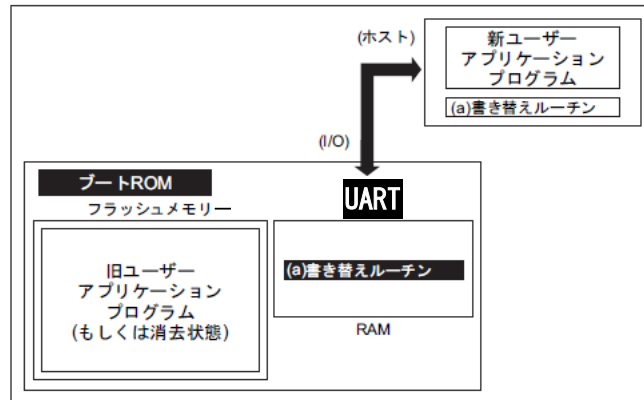 (ホスト)
新ユーザー
アプリケーション
プログラム
(a)書き替えルーチン
(I/O)
ブートROM
UART
フラッシュメモリー
旧ユーザー
アプリケーション
プログラム
(もしくは消去状態)
(a)書き替えルーチン
RAM